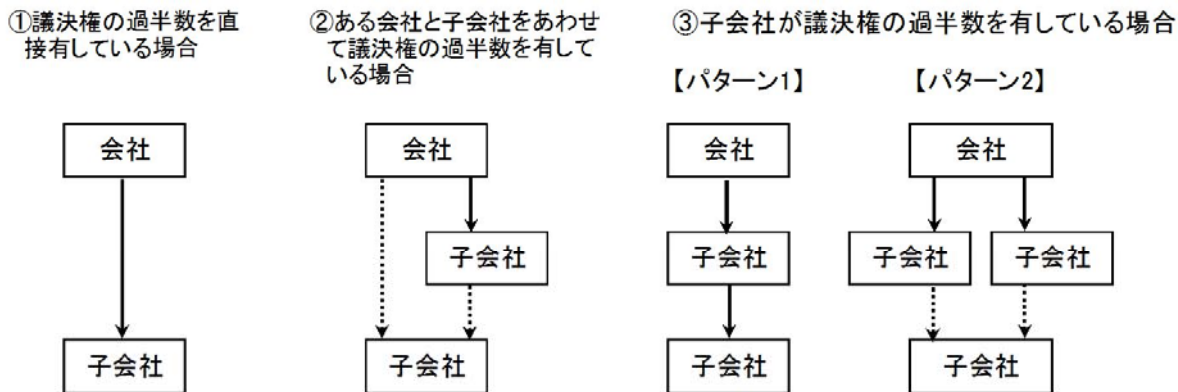 ①議決権の過半数を直
接有している場合
②ある会社と子会社をあわせ
て議決権の過半数を有して
いる場合
③子会社が議決権の過半数を有している場合
【パターン1】
【パターン2】
会社
会社
会社
会社
子会社
子会社
子会社
子会社
子会社
子会社
子会社
子会社